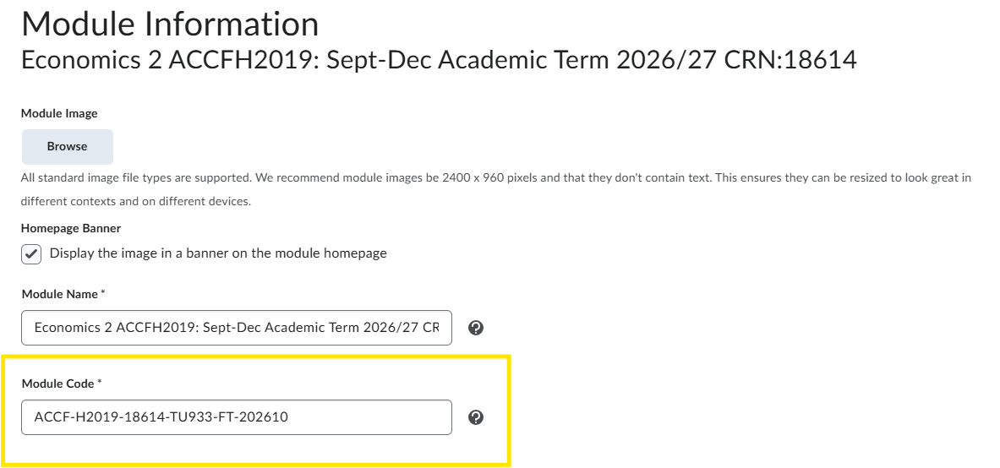 Module Information
Economics 2 ACCFH2019: Sept-Dec Academic Term 2026/27 CRN:18614
Module Image
Browse
All standard image file types are supported. We recommend module images be 2400 x 960 pixels and that they don't contain text. This ensures they can be resized to look great in
different contexts and on different devices.
Homepage Banner
Display the image in a banner on the module homepage
Module Name *
Economics 2 ACCFH2019: Sept-Dec Academic Term 2026/27 CR
Module Code *
ACCF-H2019-18614-TU933-FT-202610